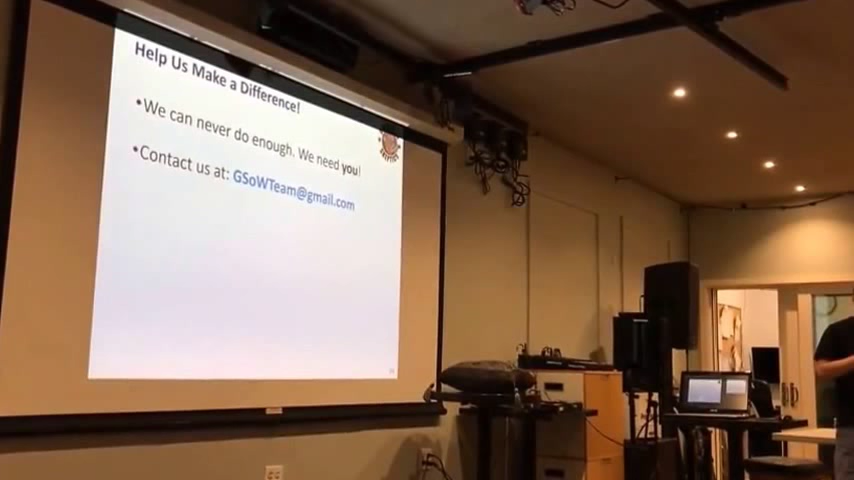 Help Us Make a Difference!
•We can never do enough. We need you!
•Contact us at: GSoWTeam@gmail.com